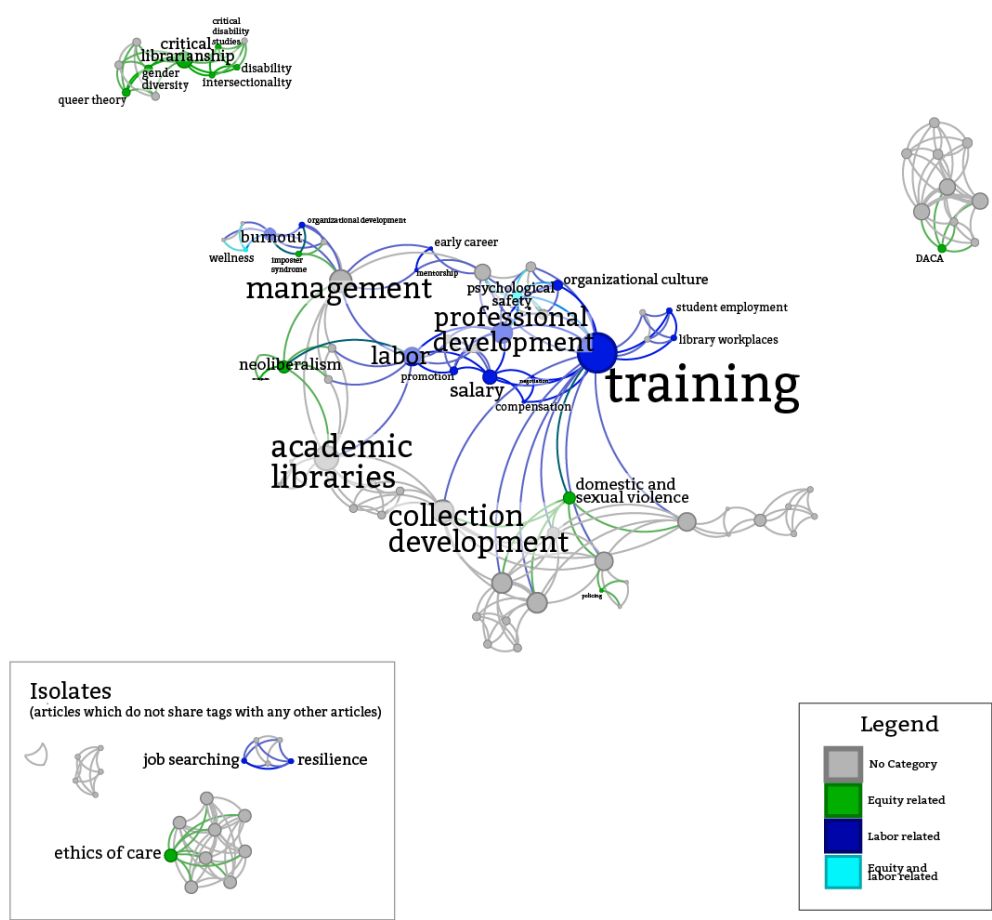 critical
disability
studies
critical
librarianship
disability
gender
diversity
intersectionality
queer theory
DACA
organizational development
burnout
wellness
imposter
syndrome
early career
mentorship
management
psychological
safety
organizational culture
professional
development
student employment
library workplaces
labor
neoliberalism
promotion
salary
negotiation
compensation
training
academic
libraries
domestic and
sexual violence
collection
development
policing
Isolates
(articles which do not share tags with any other articles)
job searching
resilience
ethics of care
Legend
No Category
Equity related
Labor related
Equity and
labor related